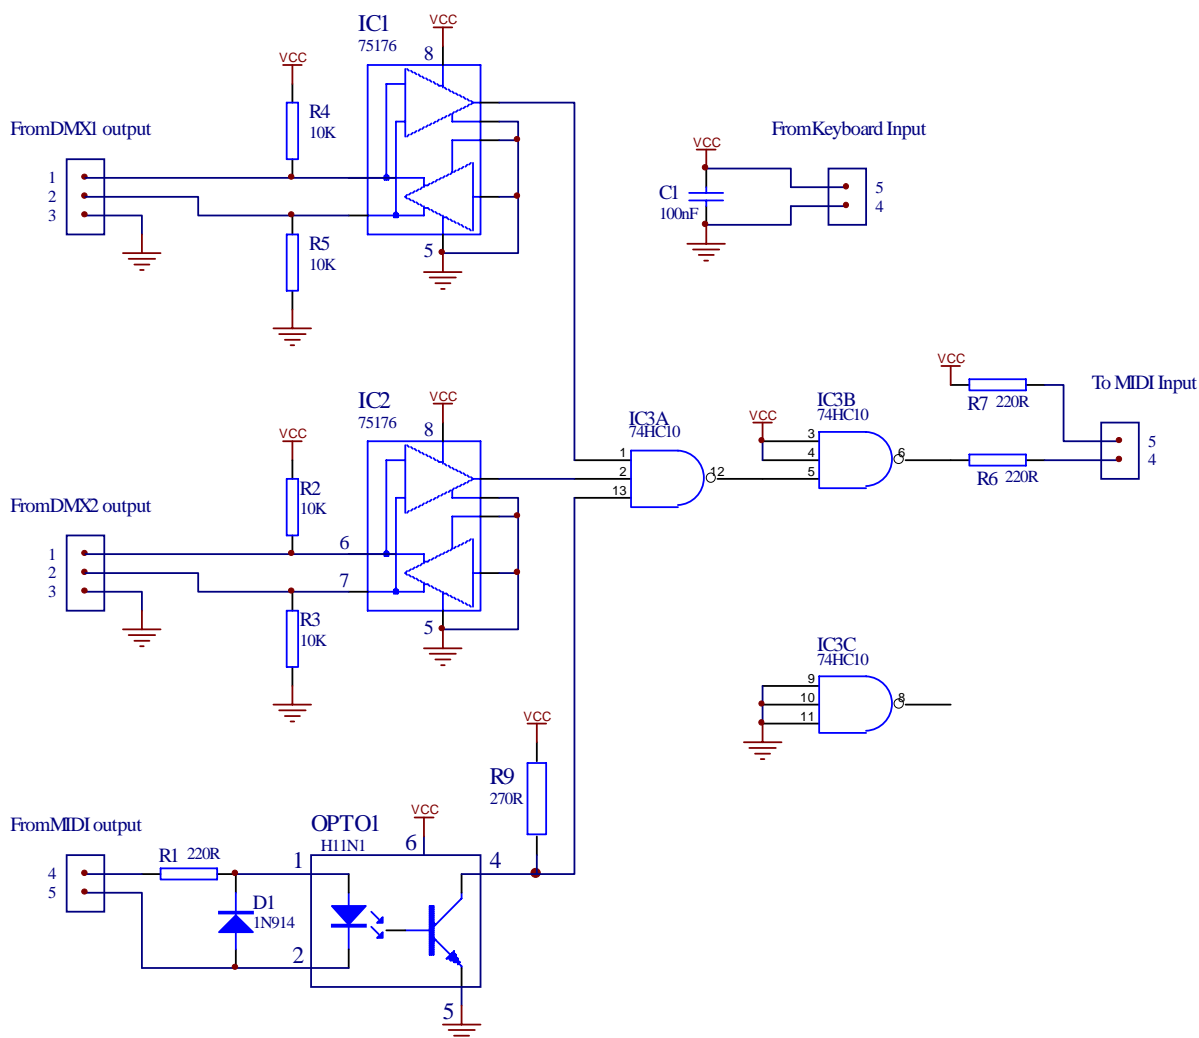 IC1
75176
VCC
8
VCC
R4
10K
FromDMX1 output
1
2
3
R5
10K
5
FromKeyboard Input
VCC
C1
100nF
5
4
IC2
75176
VCC
8
VCC
R2
10K
FromDMX2 output
1
2
3
6
7
R3
10K
5
IC3A
74HC10
1
2
13
12
VCC
IC3B
74HC10
3
4
5
6
VCC
R7 220R
R6 220R
To MIDI Input
5
4
IC3C
74HC10
9
10
11
8
VCC
R9
270R
FromMIDI output
4
5
R1 220R
D1
1N914
OPTO1
H11N1
VCC
6
1
2
4
5